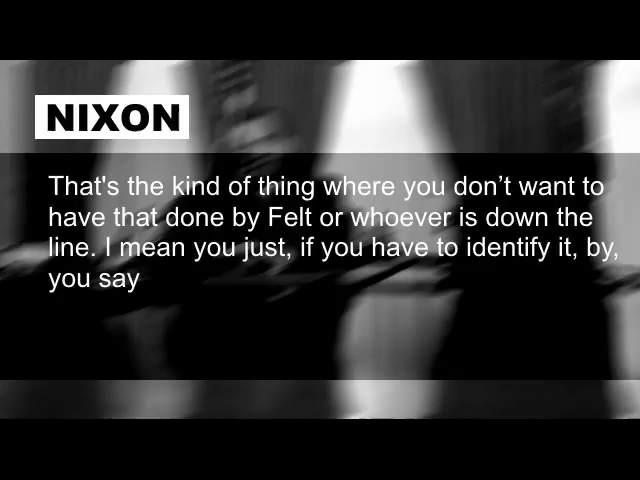 NIXON
That's the kind of thing where you don’t want to
have that done by Felt or whoever is down the
line. I mean you just, if you have to identify it, by,
you say